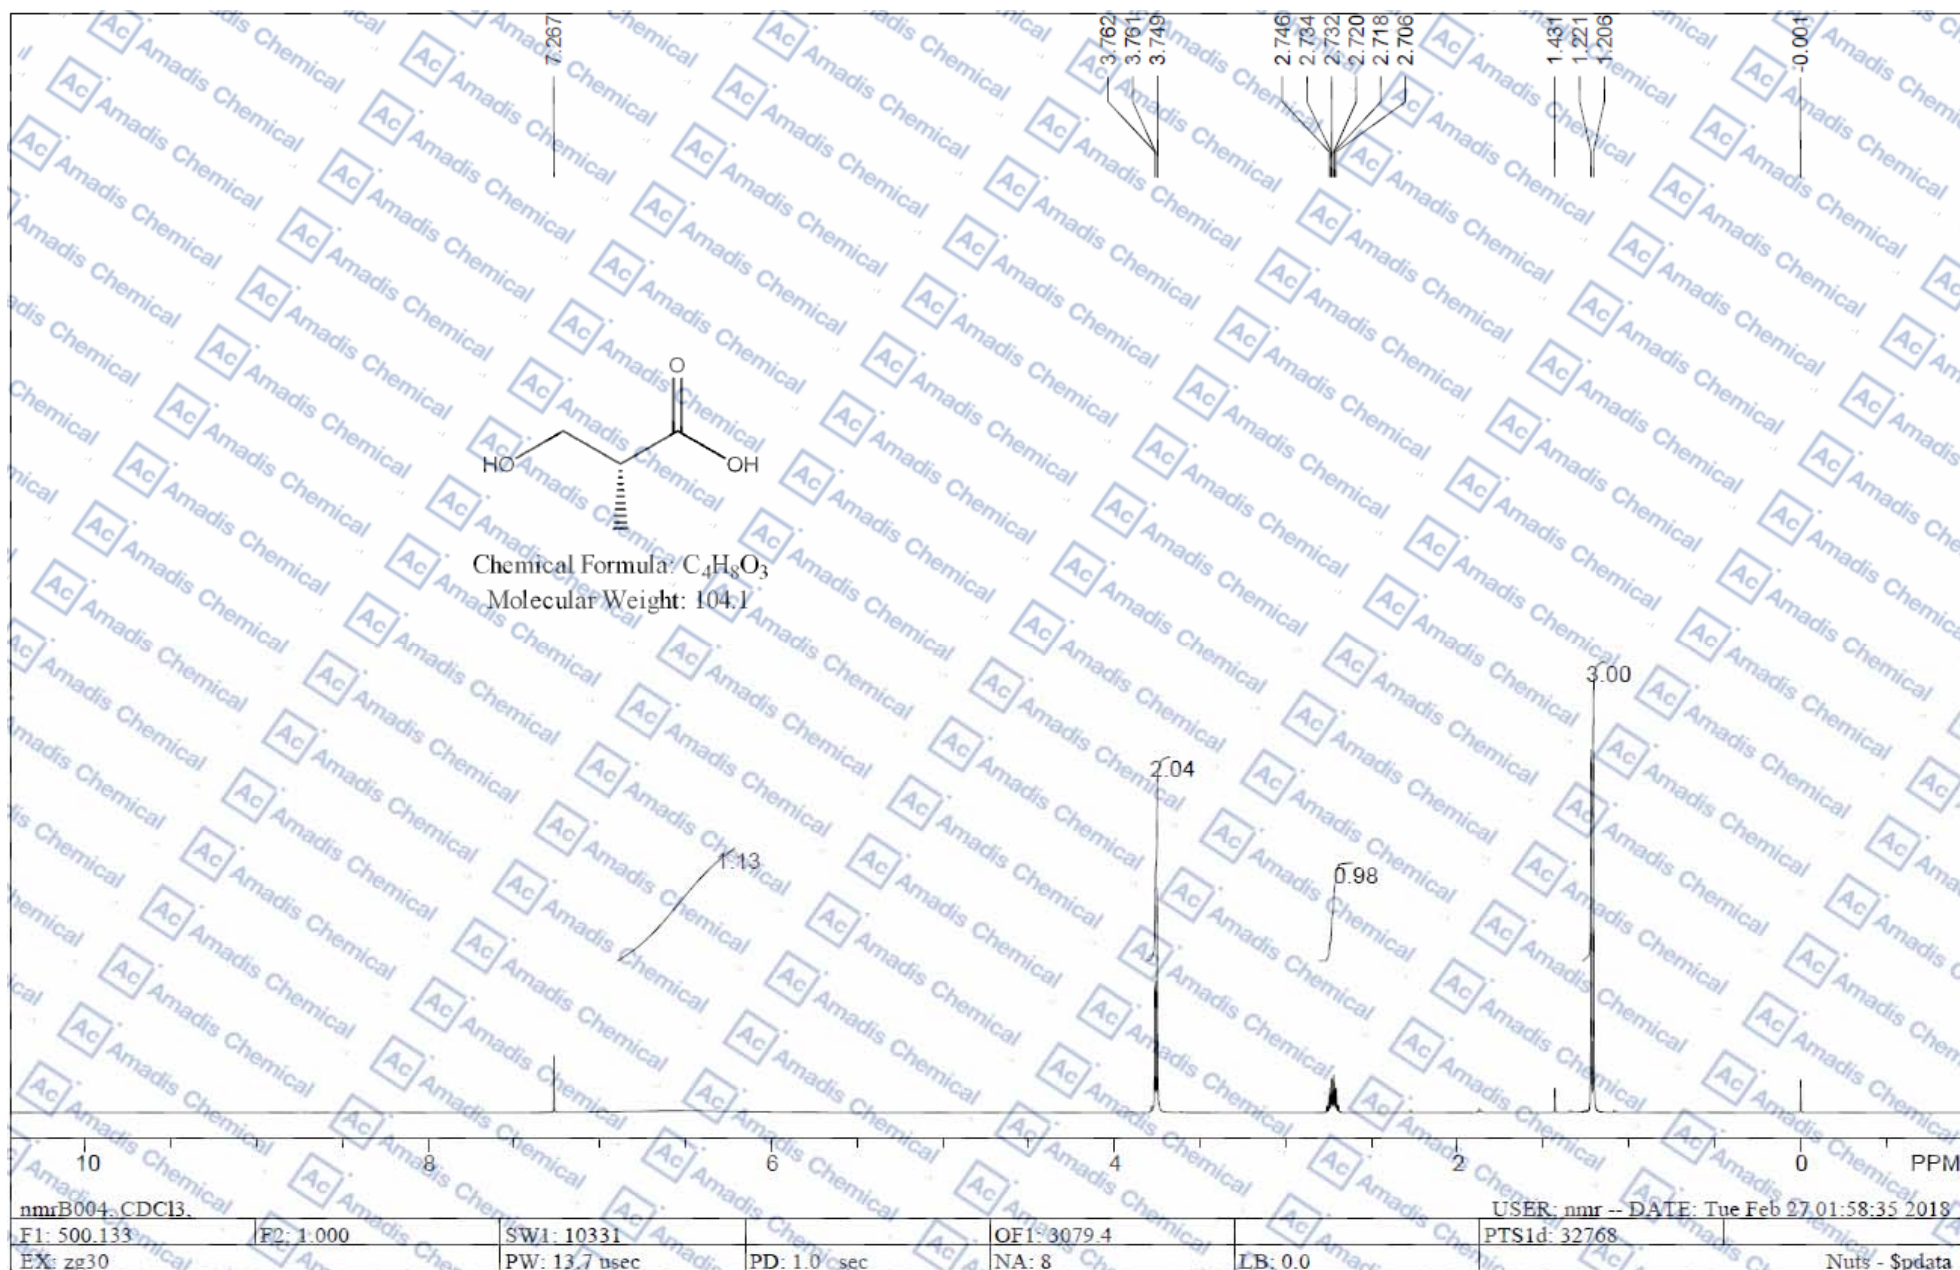 7.267
3.762
3.761
3.749
2.746
2.734
2.732
2.720
2.718
2.706
1.431
1.221
1.206
-0.001
O
HO
OH
Chemical Formula: C₄H₈O₃
Molecular Weight: 104.1
3.00
2.04
1.13
0.98
10 8 6 4 2 0 PPM
nmrB004, CDCl3, USER: nmr -- DATE: Tue Feb 27 01:58:35 2018
F1: 500.133 F2: 1.000 SW1: 10331 OF1: 3079.4 PTS1d: 32768
EX: zg30 PW: 13.7 usec PD: 1.0 sec NA: 8 LB: 0.0 Nuts - $pdata
Ac Amadis Chemical